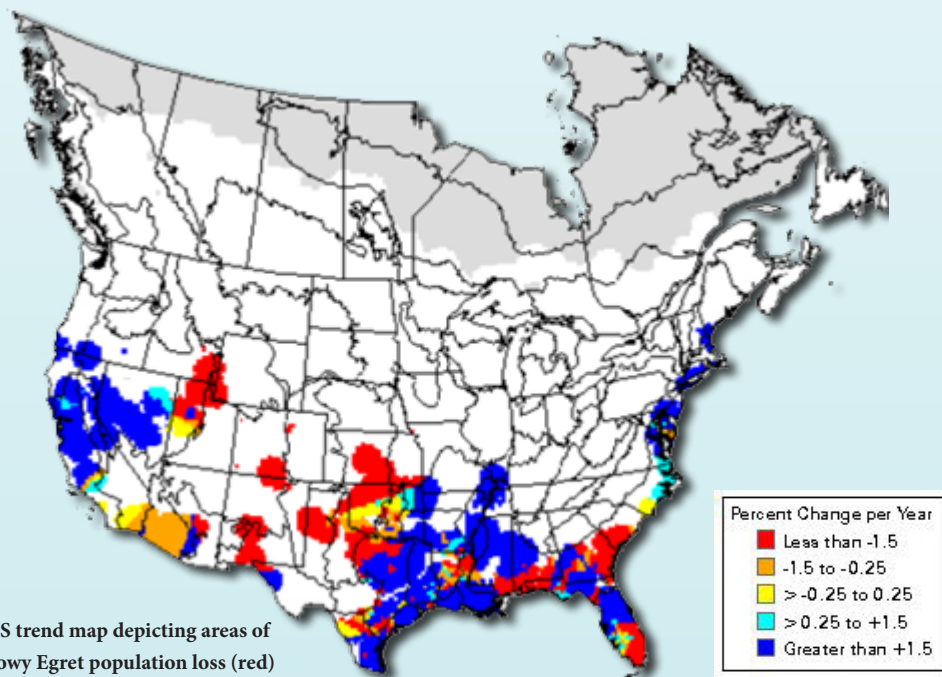 S trend map depicting areas of
owy Egret population loss (red)
Percent Change per Year
Less than -1.5
-1.5 to -0.25
> -0.25 to 0.25
> 0.25 to +1.5
Greater than +1.5